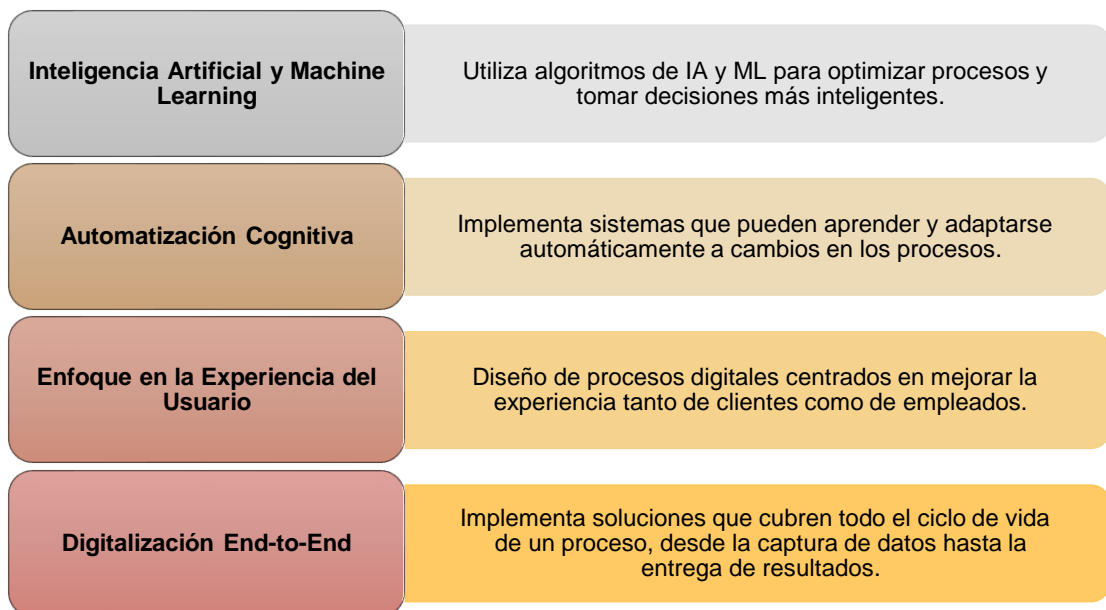 Inteligencia Artificial y Machine
Learning
Utiliza algoritmos de IA y ML para optimizar procesos y
tomar decisiones más inteligentes.
Automatización Cognitiva
Implementa sistemas que pueden aprender y adaptarse
automáticamente a cambios en los procesos.
Enfoque en la Experiencia del
Usuario
Diseño de procesos digitales centrados en mejorar la
experiencia tanto de clientes como de empleados.
Digitalización End-to-End
Implementa soluciones que cubren todo el ciclo de vida
de un proceso, desde la captura de datos hasta la
entrega de resultados.